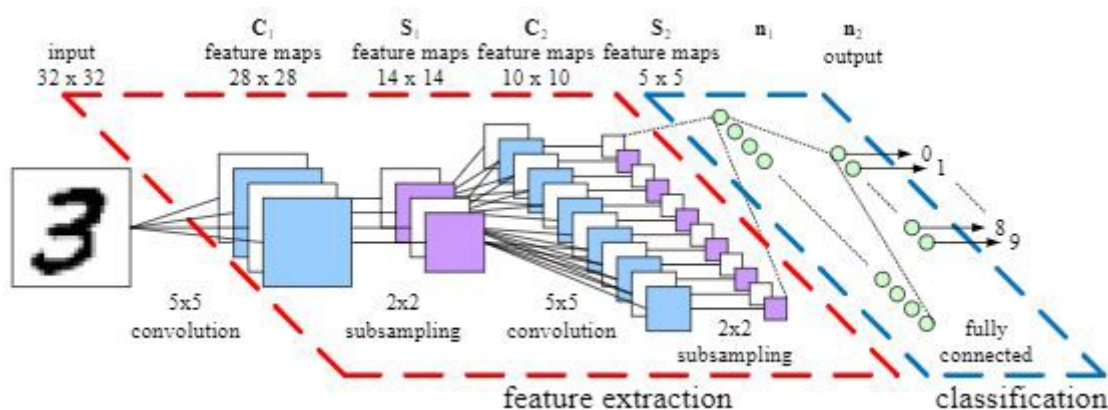 C₁
S₁
C₂
S₂
n₁
n₂
input
feature maps
feature maps
feature maps
feature maps
output
32 x 32
28 x 28
14 x 14
10 x 10
5 x 5
0
1
8
9
5x5
convolution
2x2
subsampling
5x5
convolution
2x2
subsampling
fully
connected
feature extraction
classification